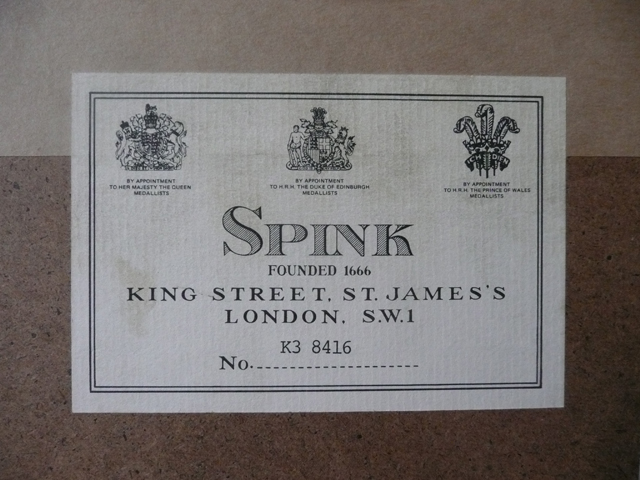 BY APPOINTMENT
TO HER MAJESTY THE QUEEN
MEDALLISTS
BY APPOINTMENT
TO H.R.H. THE DUKE OF EDINBURGH
MEDALLISTS
BY APPOINTMENT
TO H.R.H. THE PRINCE OF WALES
MEDALLISTS
SPINK
FOUNDED 1666
KING STREET, ST. JAMES'S
LONDON, S.W.1
K3 8416
No.